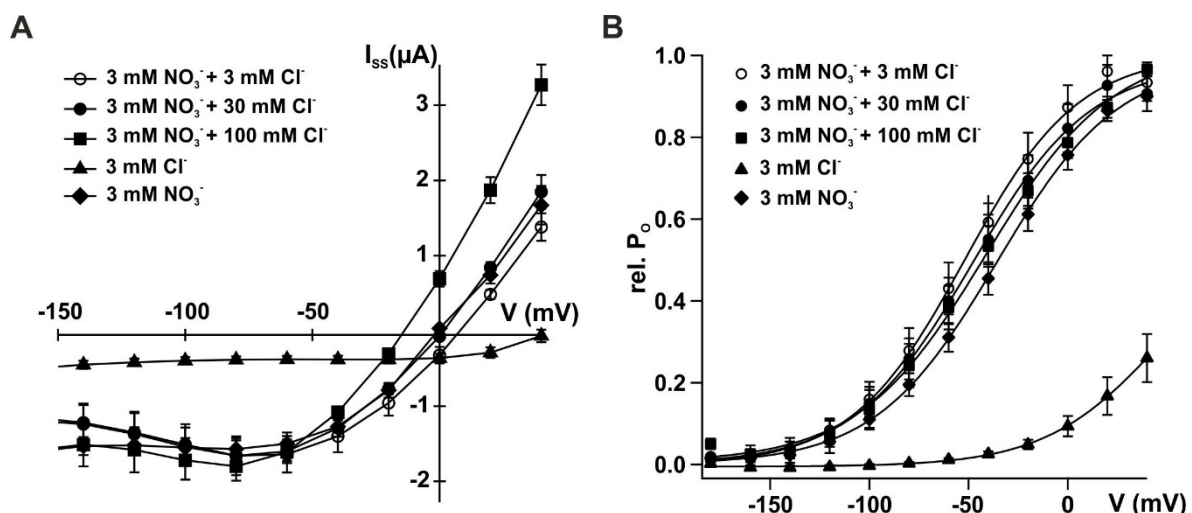 A
I_SS(µA)
3 mM NO₃⁻ + 3 mM Cl⁻
3 mM NO₃⁻ + 30 mM Cl⁻
3 mM NO₃⁻ + 100 mM Cl⁻
3 mM Cl⁻
3 mM NO₃⁻
3
2
1
-1
-2
-150
-100
-50
V (mV)
B
rel. P_O
1.0
0.8
0.6
0.4
0.2
0.0
3 mM NO₃⁻ + 3 mM Cl⁻
3 mM NO₃⁻ + 30 mM Cl⁻
3 mM NO₃⁻ + 100 mM Cl⁻
3 mM Cl⁻
3 mM NO₃⁻
-150
-100
-50
0
V (mV)